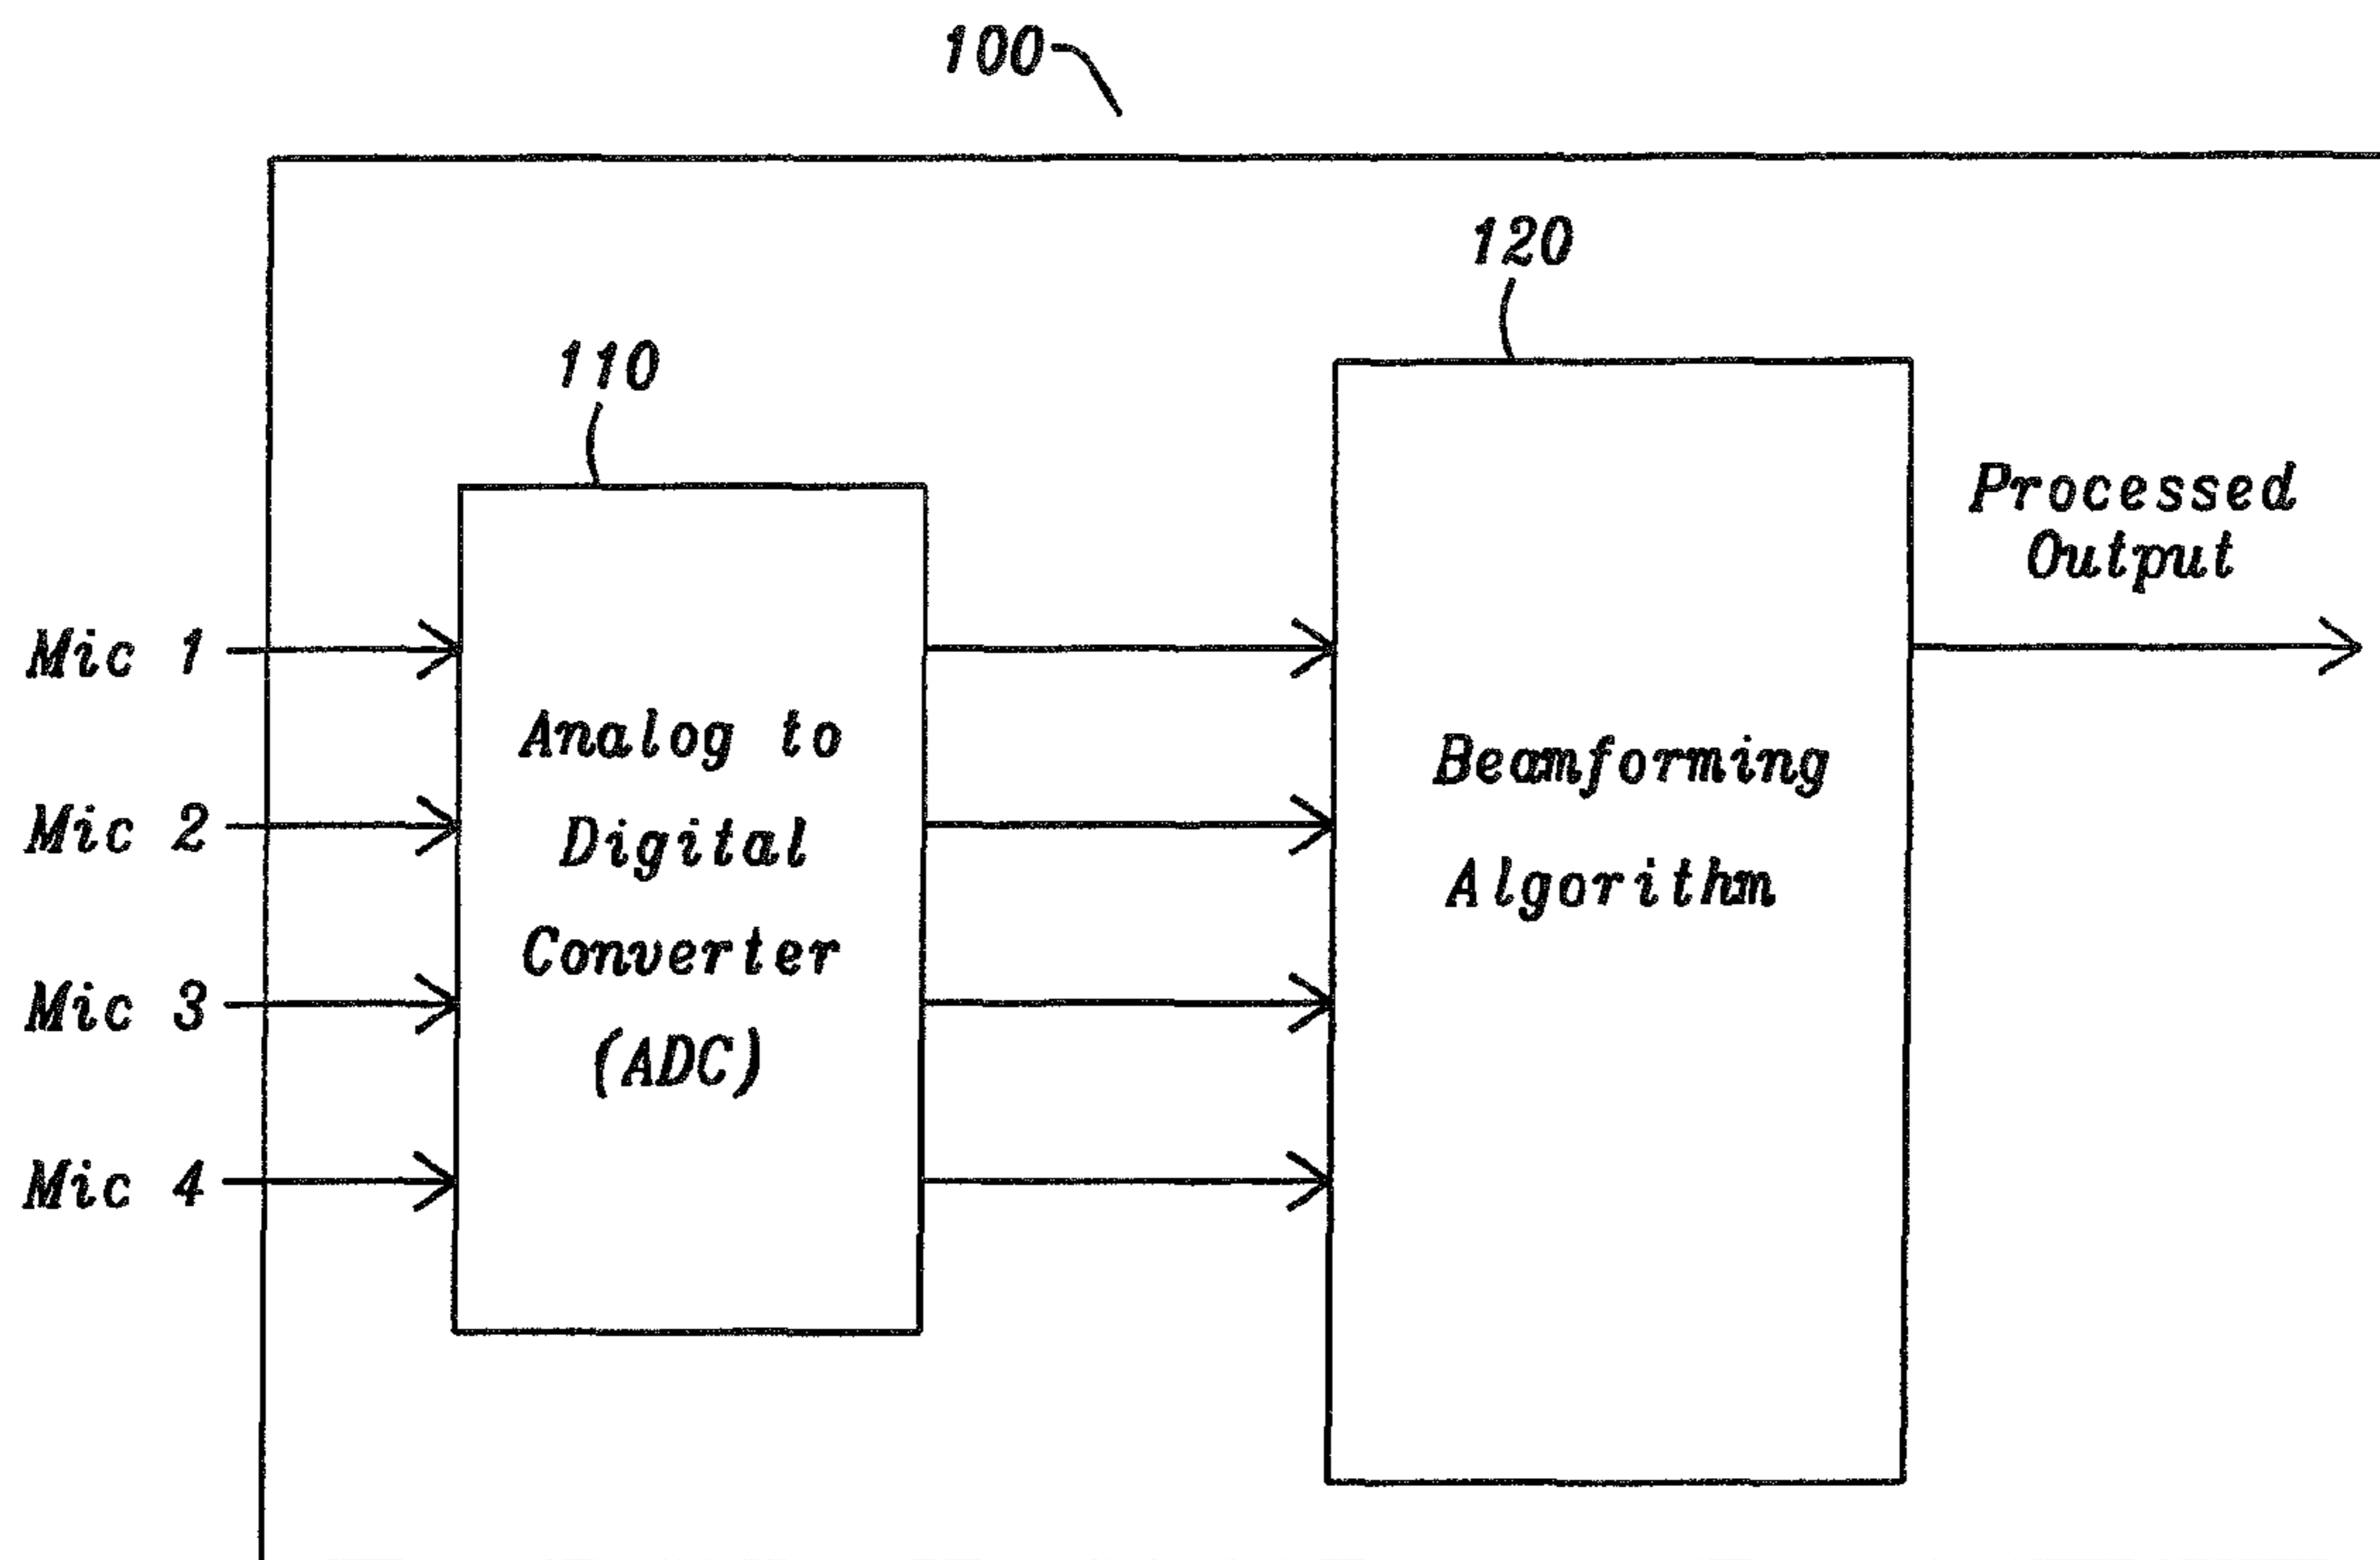 100
120
110
Processed
Output
Mic 1
Mic 2
Mic 3
Mic 4
Analog to
Digital
Converter
(ADC)
Beamforming
Algorithm